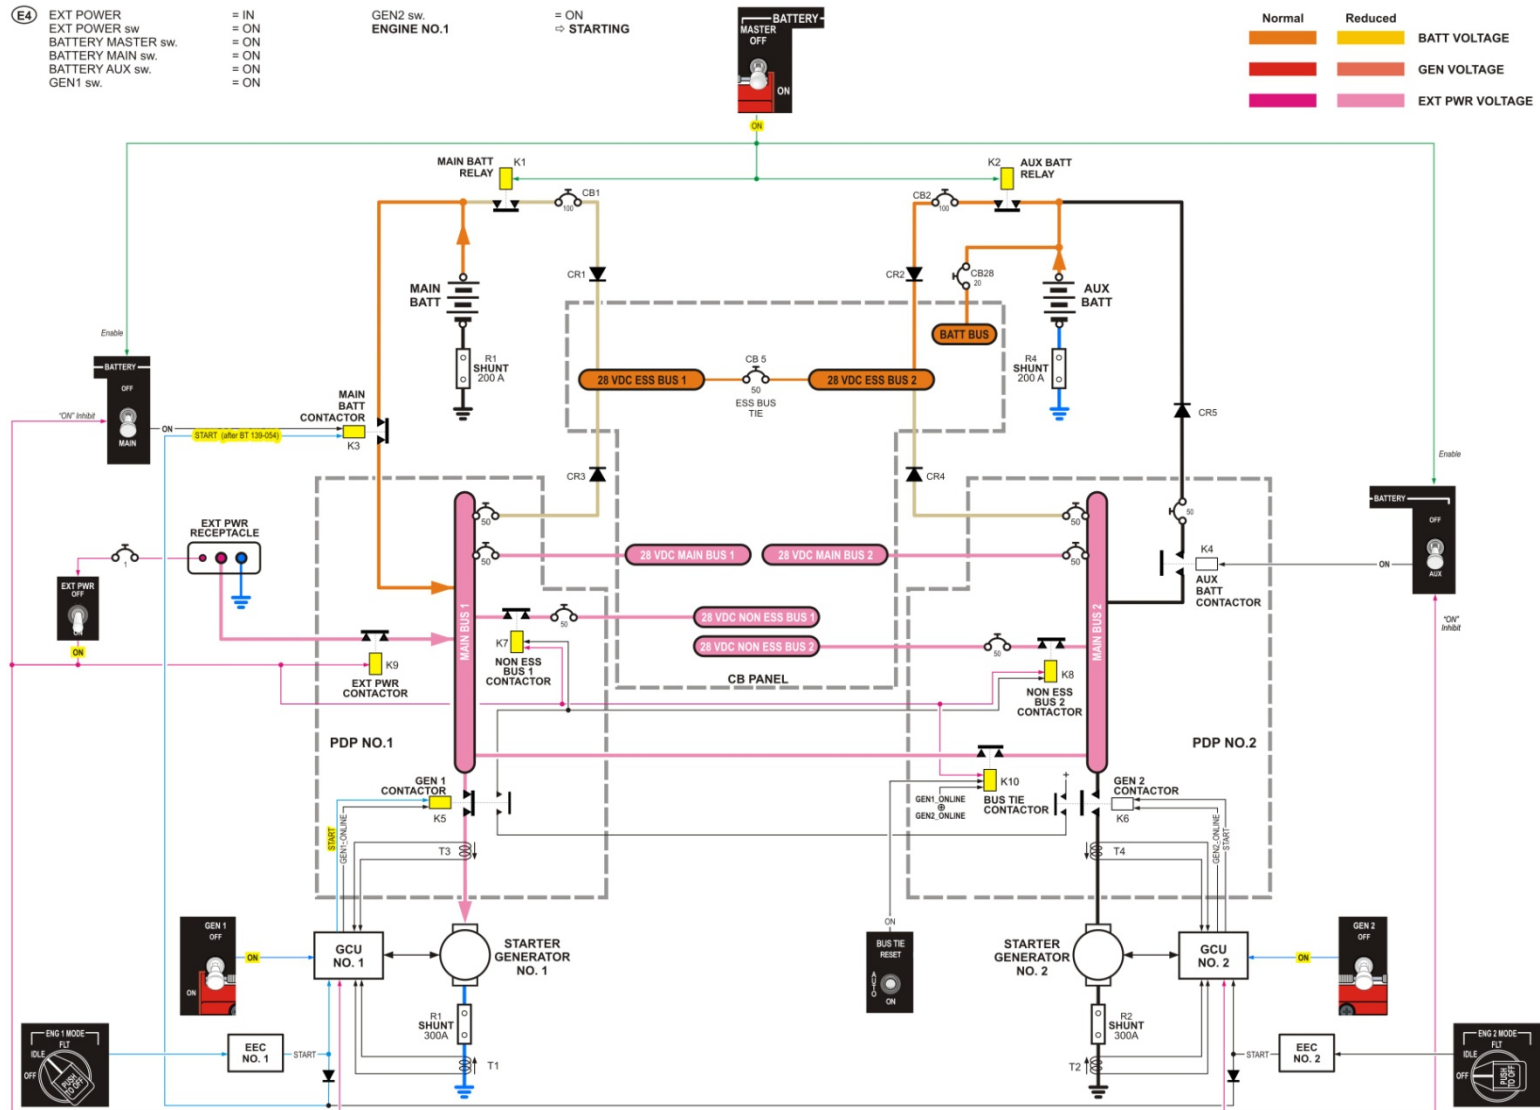 E4
EXT POWER = IN
EXT POWER sw = ON
BATTERY MASTER sw. = ON
BATTERY MAIN sw. = ON
BATTERY AUX sw. = ON
GEN1 sw. = ON
GEN2 sw. = ON
ENGINE NO.1 ⇨ STARTING
BATTERY
MASTER
OFF
ON
ON
Normal Reduced
BATT VOLTAGE
GEN VOLTAGE
EXT PWR VOLTAGE
MAIN BATT
RELAY
K1
CB1
100
K2
AUX BATT
RELAY
CB2
100
CR1
CR2
CB28
20
MAIN
BATT
AUX
BATT
BATT BUS
R1
SHUNT
200 A
R4
SHUNT
200 A
28 VDC ESS BUS 1
CB 5
50
ESS BUS
TIE
28 VDC ESS BUS 2
Enable
BATTERY
OFF
MAIN
"ON" Inhibit
ON
START (after BT 139-054)
MAIN
BATT
CONTACTOR
K3
CR5
CR3
CR4
Enable
BATTERY
OFF
AUX
ON
"ON"
Inhibit
K4
AUX
BATT
CONTACTOR
50
EXT PWR
RECEPTACLE
1
EXT PWR
OFF
ON
ON
K9
EXT PWR
CONTACTOR
MAIN BUS 1
50
50
28 VDC MAIN BUS 1
28 VDC MAIN BUS 2
50
50
MAIN BUS 2
K7
NON ESS
BUS 1
CONTACTOR
50
28 VDC NON ESS BUS 1
28 VDC NON ESS BUS 2
50
K8
NON ESS
BUS 2
CONTACTOR
CB PANEL
PDP NO.1
PDP NO.2
GEN 1
CONTACTOR
K5
START
GEN1_ONLINE
T3
K10
BUS TIE
CONTACTOR
GEN1_ONLINE
⊕
GEN2_ONLINE
+
GEN 2
CONTACTOR
K6
GEN2_ONLINE
START
T4
GEN 1
OFF
ON
ON
GCU
NO. 1
STARTER
GENERATOR
NO. 1
ON
BUS TIE
RESET
AUTO
ON
STARTER
GENERATOR
NO. 2
GCU
NO. 2
ON
GEN 2
OFF
ON
R1
SHUNT
300A
T1
R2
SHUNT
300A
T2
ENG 1 MODE
FLT
IDLE
OFF
PUSH
TO OFF
EEC
NO. 1
START
START
EEC
NO. 2
ENG 2 MODE
FLT
IDLE
OFF
PUSH
TO OFF